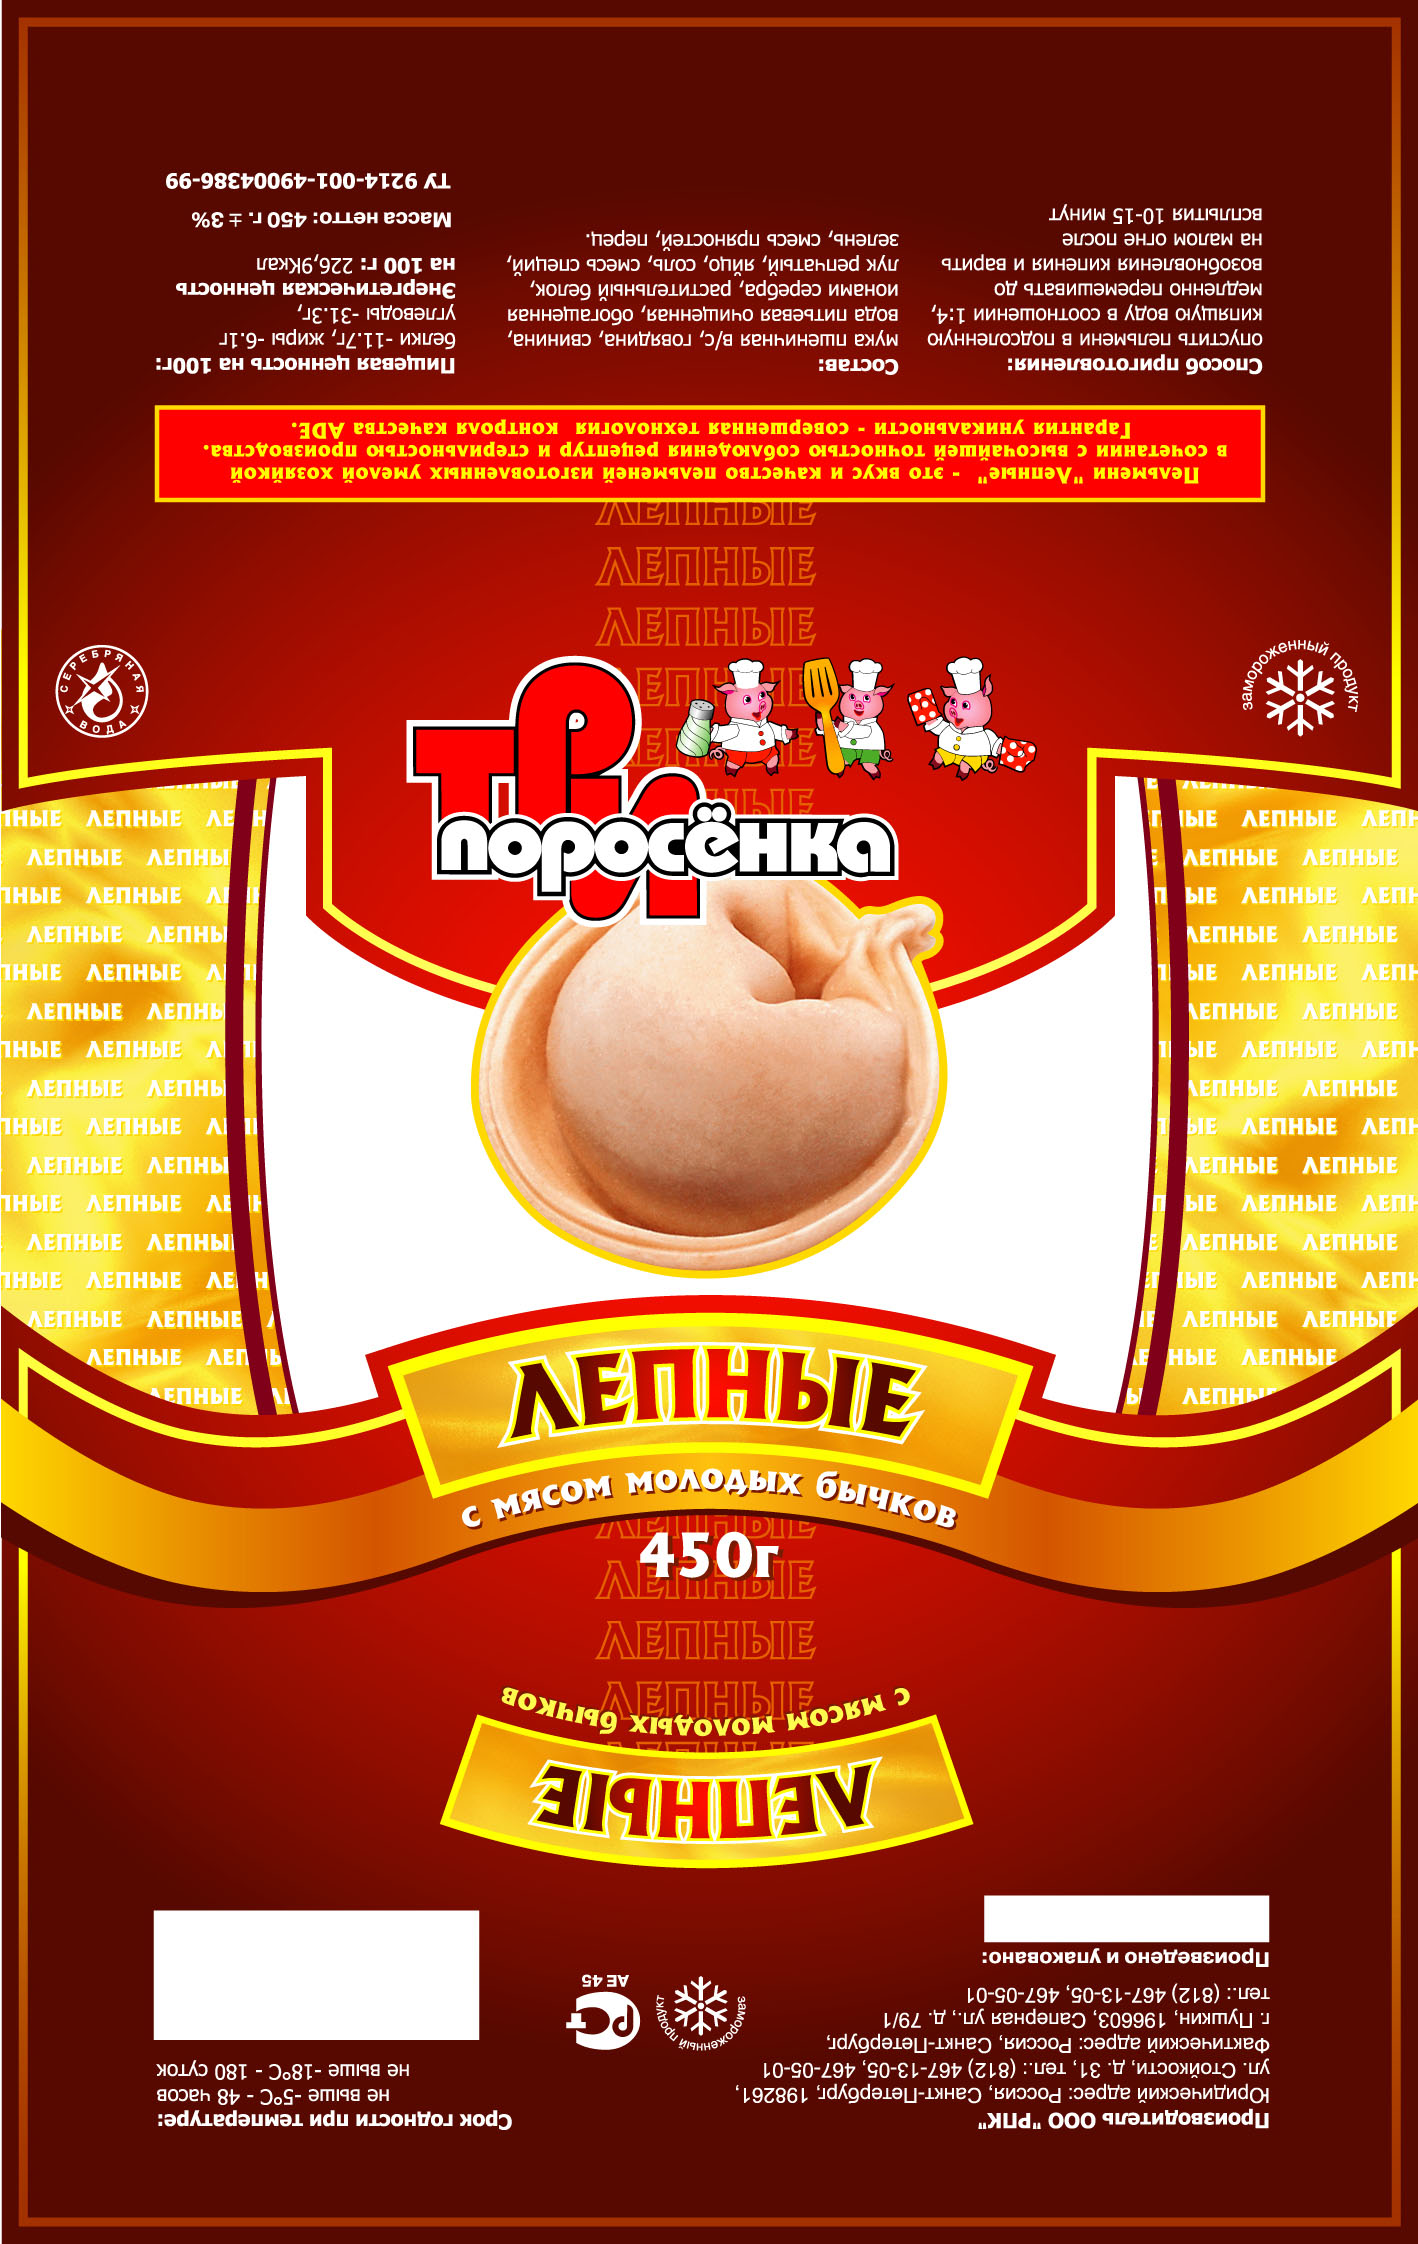 Способ приготовления:
опустить пельмени в подсоленную
кипящую воду в соотношении 1:4,
медленно перемешивать до
возобновления кипения и варить
на малом огне после
всплытия 10-15 минут
Состав:
мука пшеничная в/с, говядина, свинина,
вода питьевая очищенная, обогащенная
ионами серебра, растительный белок,
лук репчатый, яйцо, соль, смесь специй,
зелень, смесь пряностей, перец.
Пищевая ценность на 100г:
белки -11.7г, жиры -6.1г
углеводы -31.3г,
Энергетическая ценность
на 100 г: 226,9Ккал
Масса нетто: 450 г. ± 3%
ТУ 9214-001-49004386-99
Пельмени "Лепные" - это вкус и качество пельменей изготовленных умелой хозяйкой
в сочетании с высочайшей точностью соблюдения рецептур и стерильностью производства.
Гарантия уникальности - совершенная технология контроля качества ADE.
ЛЕПНЫЕ
ЛЕПНЫЕ
ЛЕПНЫЕ
СЕРЕБРЯНАЯ
ВОДА
замороженный продукт
ТРИ
поросёнка
ЛЕПНЫЕ ЛЕПНЫЕ
ЛЕПНЫЕ
с мясом молодых бычков
450г
ЛЕПНЫЕ
ЛЕПНЫЕ
ЛЕПНЫЕ
ЛЕПНЫЕ
с мясом молодых бычков
Производитель ООО "РПК"
Юридический адрес: Россия, Санкт-Петербург, 198261,
ул. Стойкости, д. 31, тел.: (812) 467-13-05, 467-05-01
Фактический адрес: Россия, Санкт-Петербург,
г. Пушкин, 196603, Саперная ул., д. 79/1
тел.: (812) 467-13-05, 467-05-01
Произведено и упаковано:
замороженный продукт
РС
АЕ 45
Срок годности при температуре:
не выше -5°С - 48 часов
не выше -18°С - 180 суток